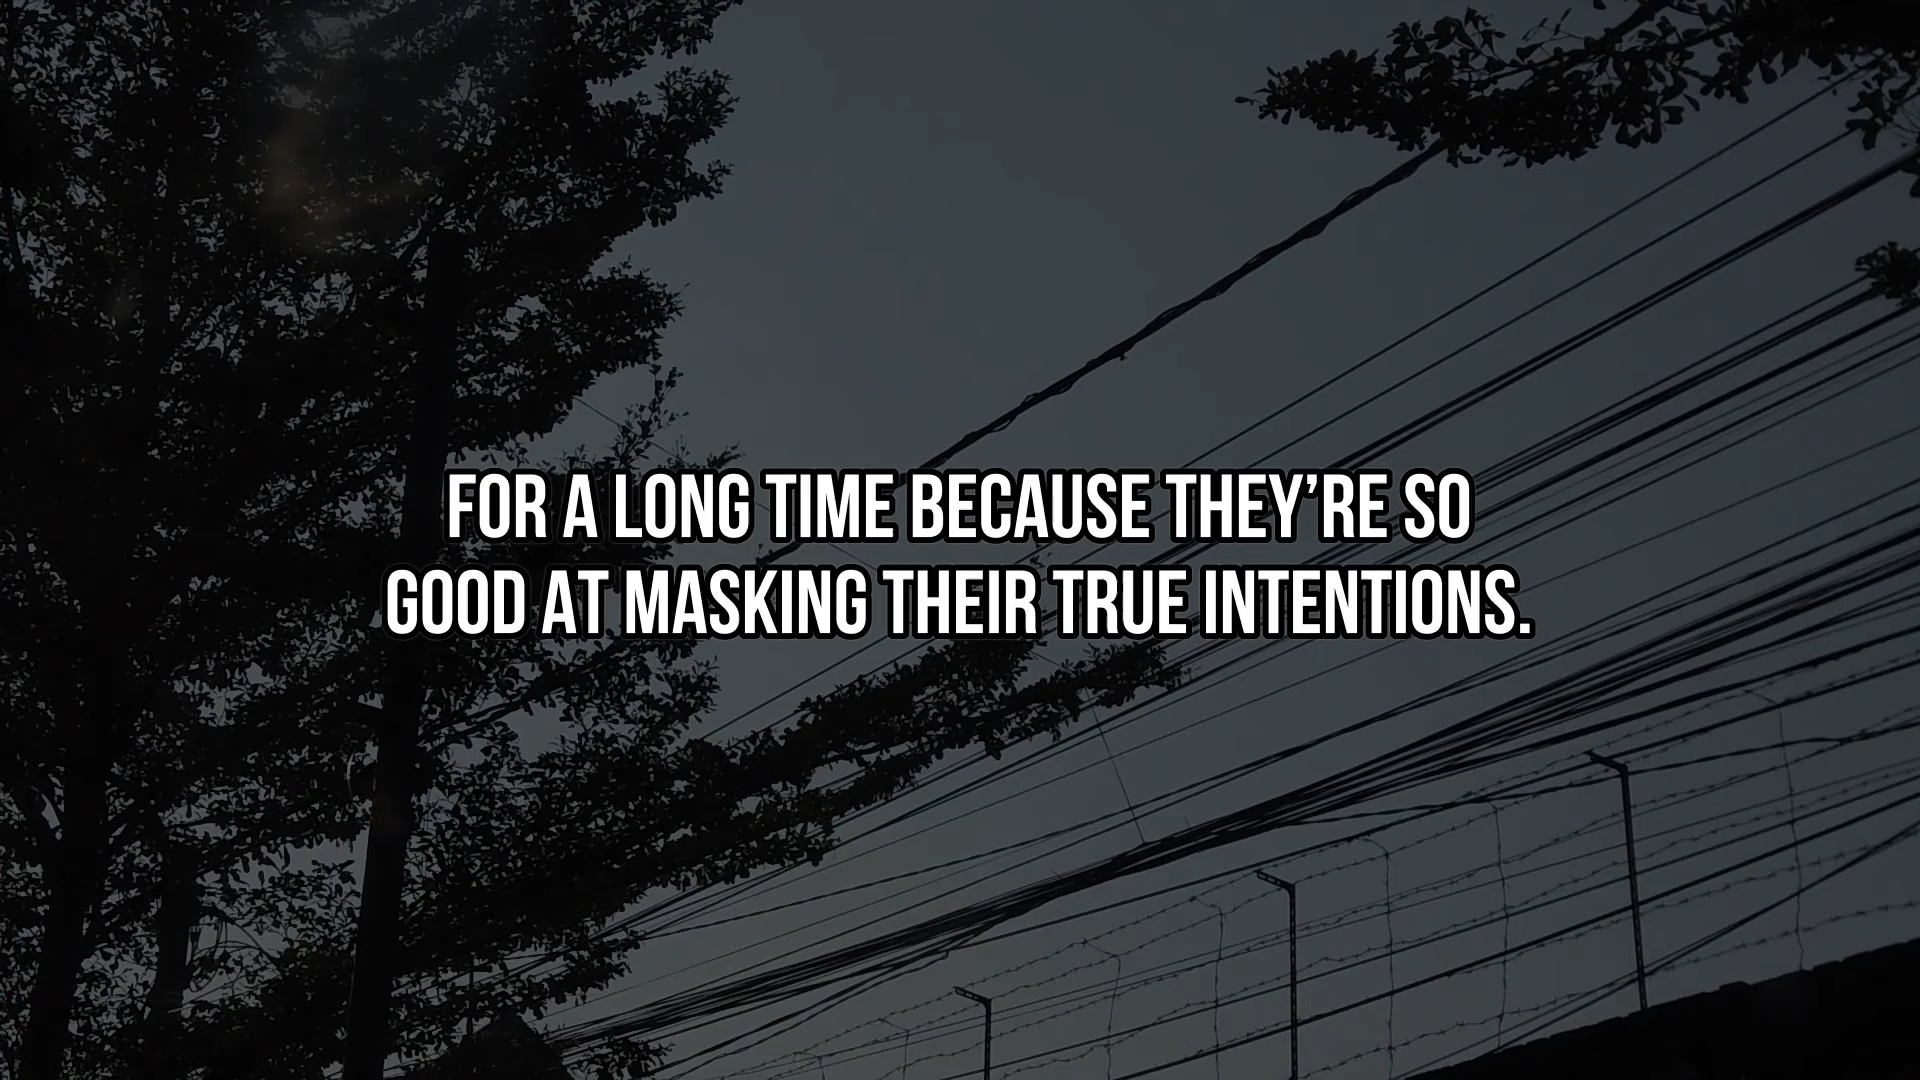 FOR A LONG TIME BECAUSE THEY’RE SO
GOOD AT MASKING THEIR TRUE INTENTIONS.